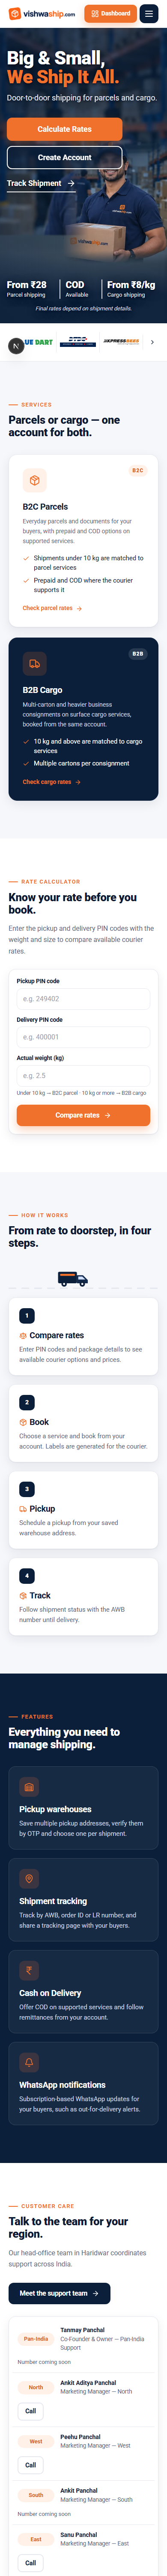 vishwaship.com
Dashboard
Big & Small,
We Ship It All.
Door-to-door shipping for parcels and cargo.
Calculate Rates
Create Account
Track Shipment
From ₹28
Parcel shipping
COD
Available
From ₹8/kg
Cargo shipping
Final rates depend on shipment details.
N
UE DART
DTDC
XPRESSBEES
SERVICES
Parcels or cargo — one
account for both.
B2C
B2C Parcels
Everyday parcels and documents for your
buyers, with prepaid and COD options on
supported services.
Shipments under 10 kg are matched to
parcel services
Prepaid and COD where the courier
supports it
Check parcel rates
B2B
B2B Cargo
Multi-carton and heavier business
consignments on surface cargo services,
booked from the same account.
10 kg and above are matched to cargo
services
Multiple cartons per consignment
Check cargo rates
RATE CALCULATOR
Know your rate before you
book.
Enter the pickup and delivery PIN codes with the
weight and size to compare available courier
rates.
Pickup PIN code
e.g. 249402
Delivery PIN code
e.g. 400001
Actual weight (kg)
e.g. 2.5
Under 10 kg → B2C parcel · 10 kg or more → B2B cargo
Compare rates
HOW IT WORKS
From rate to doorstep, in four
steps.
1
Compare rates
Enter PIN codes and package details to see
available courier options and prices.
2
Book
Choose a service and book from your
account. Labels are generated for the courier.
3
Pickup
Schedule a pickup from your saved
warehouse address.
4
Track
Follow shipment status with the AWB
number until delivery.
FEATURES
Everything you need to
manage shipping.
Pickup warehouses
Save multiple pickup addresses, verify them
by OTP and choose one per shipment.
Shipment tracking
Track by AWB, order ID or LR number, and
share a tracking page with your buyers.
Cash on Delivery
Offer COD on supported services and follow
remittances from your account.
WhatsApp notifications
Subscription-based WhatsApp updates for
your buyers, such as out-for-delivery alerts.
CUSTOMER CARE
Talk to the team for your
region.
Our head-office team in Haridwar coordinates
support across India.
Meet the support team
Pan-India
Tanmay Panchal
Co-Founder & Owner — Pan-India
Support
Number coming soon
North
Ankit Aditya Panchal
Marketing Manager — North
Call
West
Peehu Panchal
Marketing Manager — West
Call
South
Ankit Panchal
Marketing Manager — South
Number coming soon
East
Sanu Panchal
Marketing Manager — East
Call